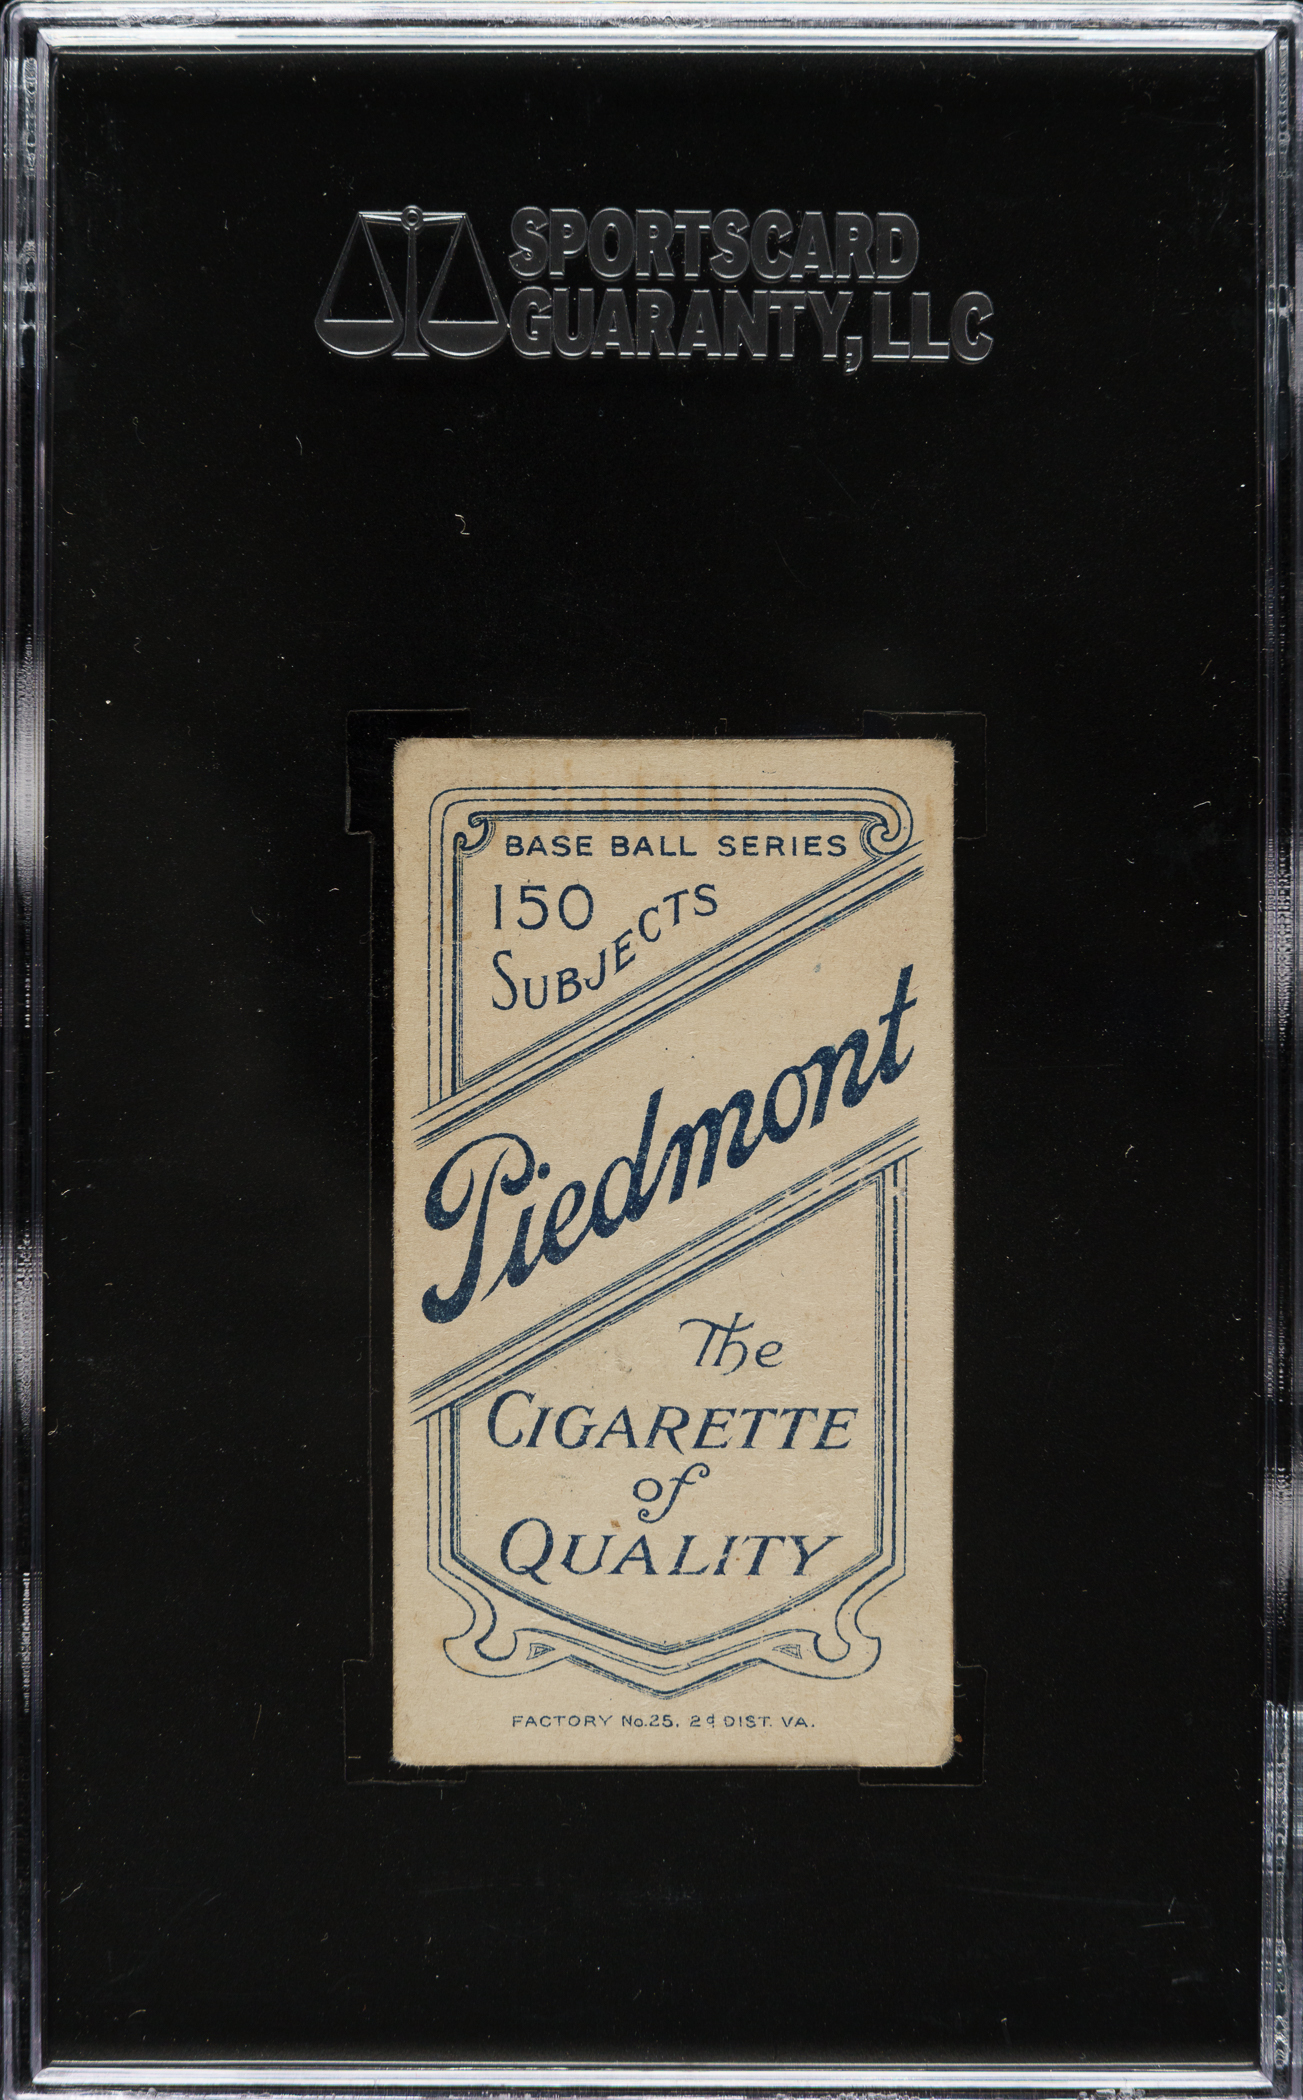 SPORTSCARD
GUARANTY, LLC
BASE BALL SERIES
150
SUBJECTS
Piedmont
The
CIGARETTE
of
QUALITY
FACTORY No.25, 2d DIST. VA.